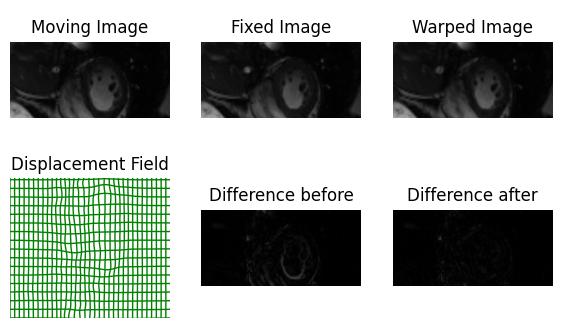 Moving Image
Fixed Image
Warped Image
Displacement Field
Difference before
Difference after